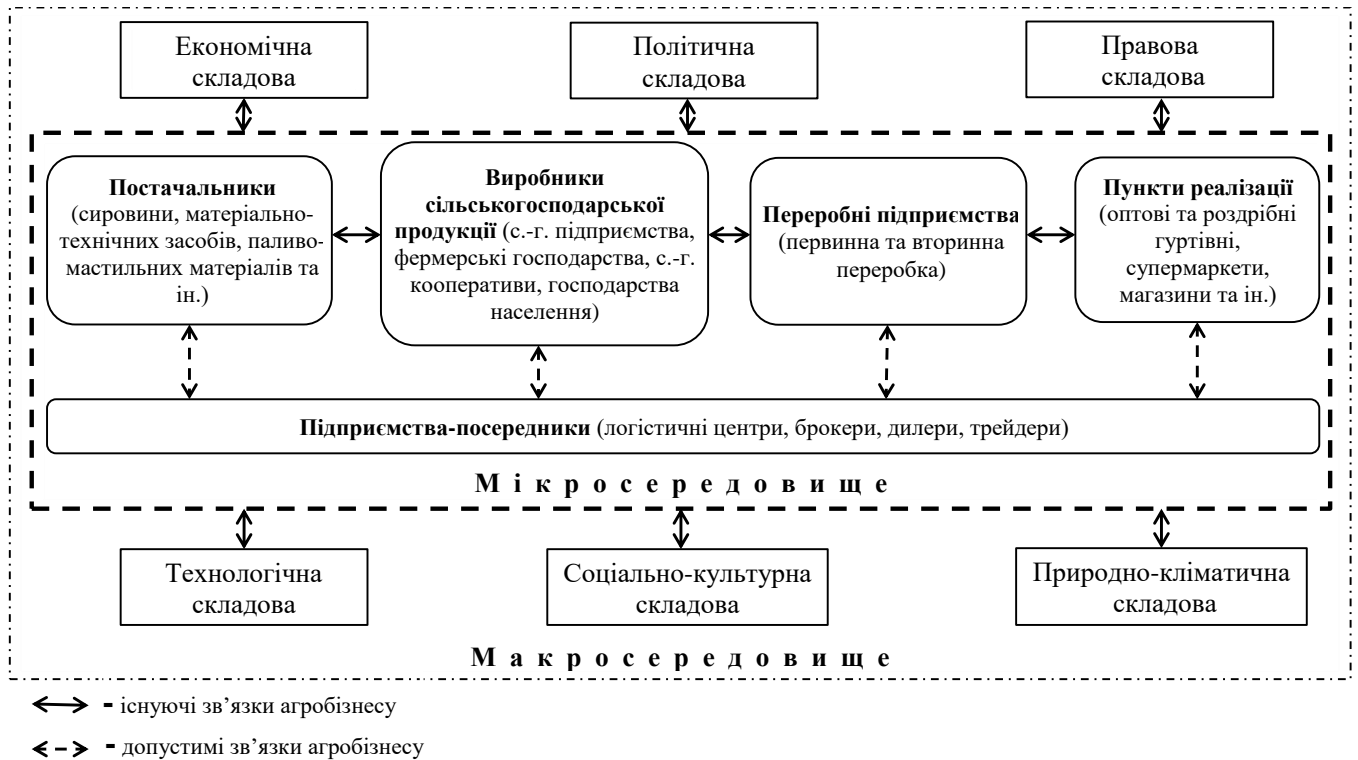 Економічна
складова
Політична
складова
Правова
складова
Постачальники
(сировини, матеріально-
технічних засобів, паливо-
мастильних матеріалів та
ін.)
Виробники
сільськогосподарської
продукції (с.-г. підприємства,
фермерські господарства, с.-г.
кооперативи, господарства
населення)
Переробні підприємства
(первинна та вторинна
переробка)
Пункти реалізації
(оптові та роздрібні
гуртівні,
супермаркети,
магазини та ін.)
Підприємства-посередники (логістичні центри, брокери, дилери, трейдери)
Мікросередовище
Технологічна
складова
Соціально-культурна
складова
Природно-кліматична
складова
Макросередовище
- існуючі зв’язки агробізнесу
- допустимі зв’язки агробізнесу